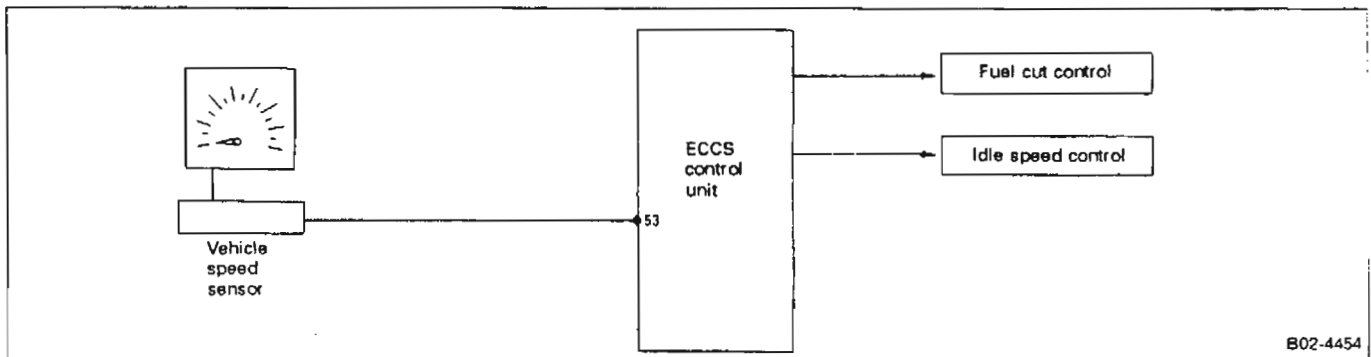 Fuel cut control
ECCS
control
unit
Idle speed control
53
Vehicle
speed
sensor
B02-4454